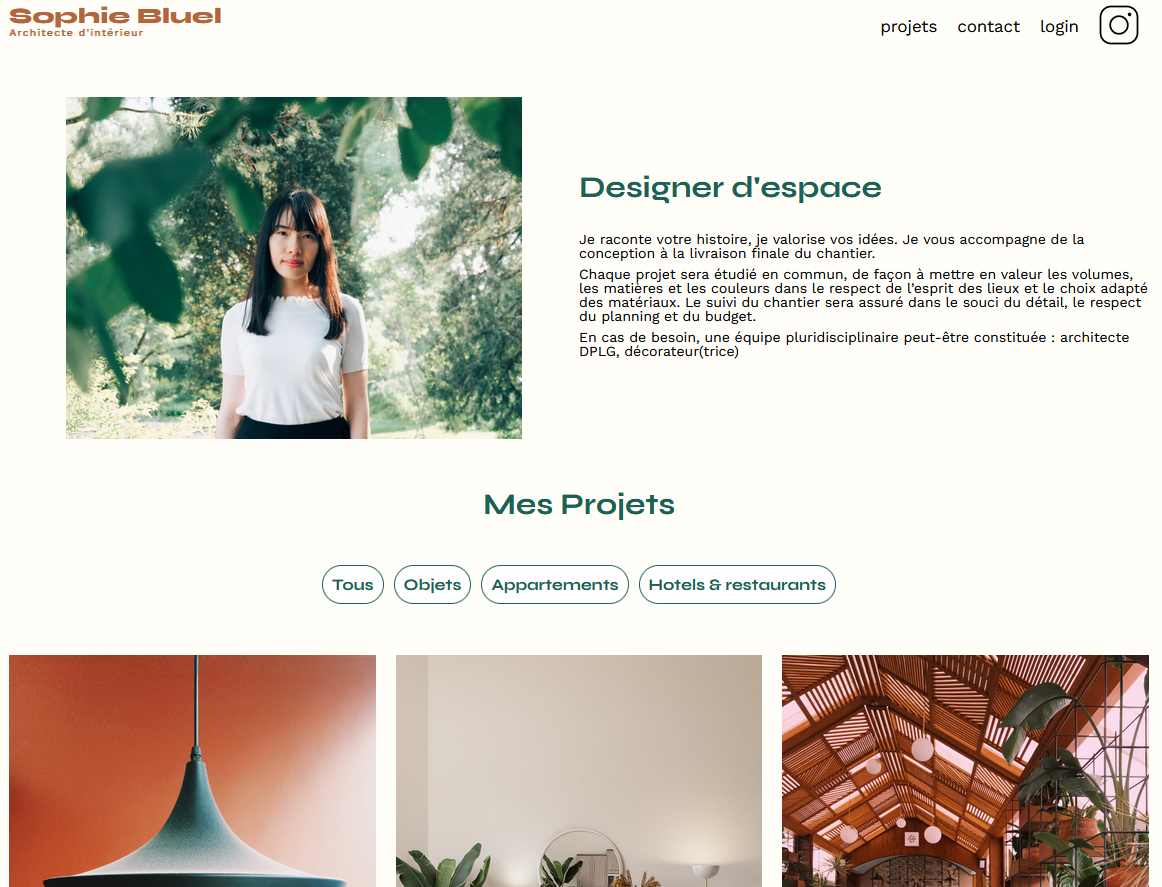 Sophie Bluel
Architecte d'intérieur
projets contact login
Designer d'espace
Je raconte votre histoire, je valorise vos idées. Je vous accompagne de la
conception à la livraison finale du chantier.
Chaque projet sera étudié en commun, de façon à mettre en valeur les volumes,
les matières et les couleurs dans le respect de l’esprit des lieux et le choix adapté
des matériaux. Le suivi du chantier sera assuré dans le souci du détail, le respect
du planning et du budget.
En cas de besoin, une équipe pluridisciplinaire peut-être constituée : architecte
DPLG, décorateur(trice)
Mes Projets
Tous Objets Appartements Hotels & restaurants